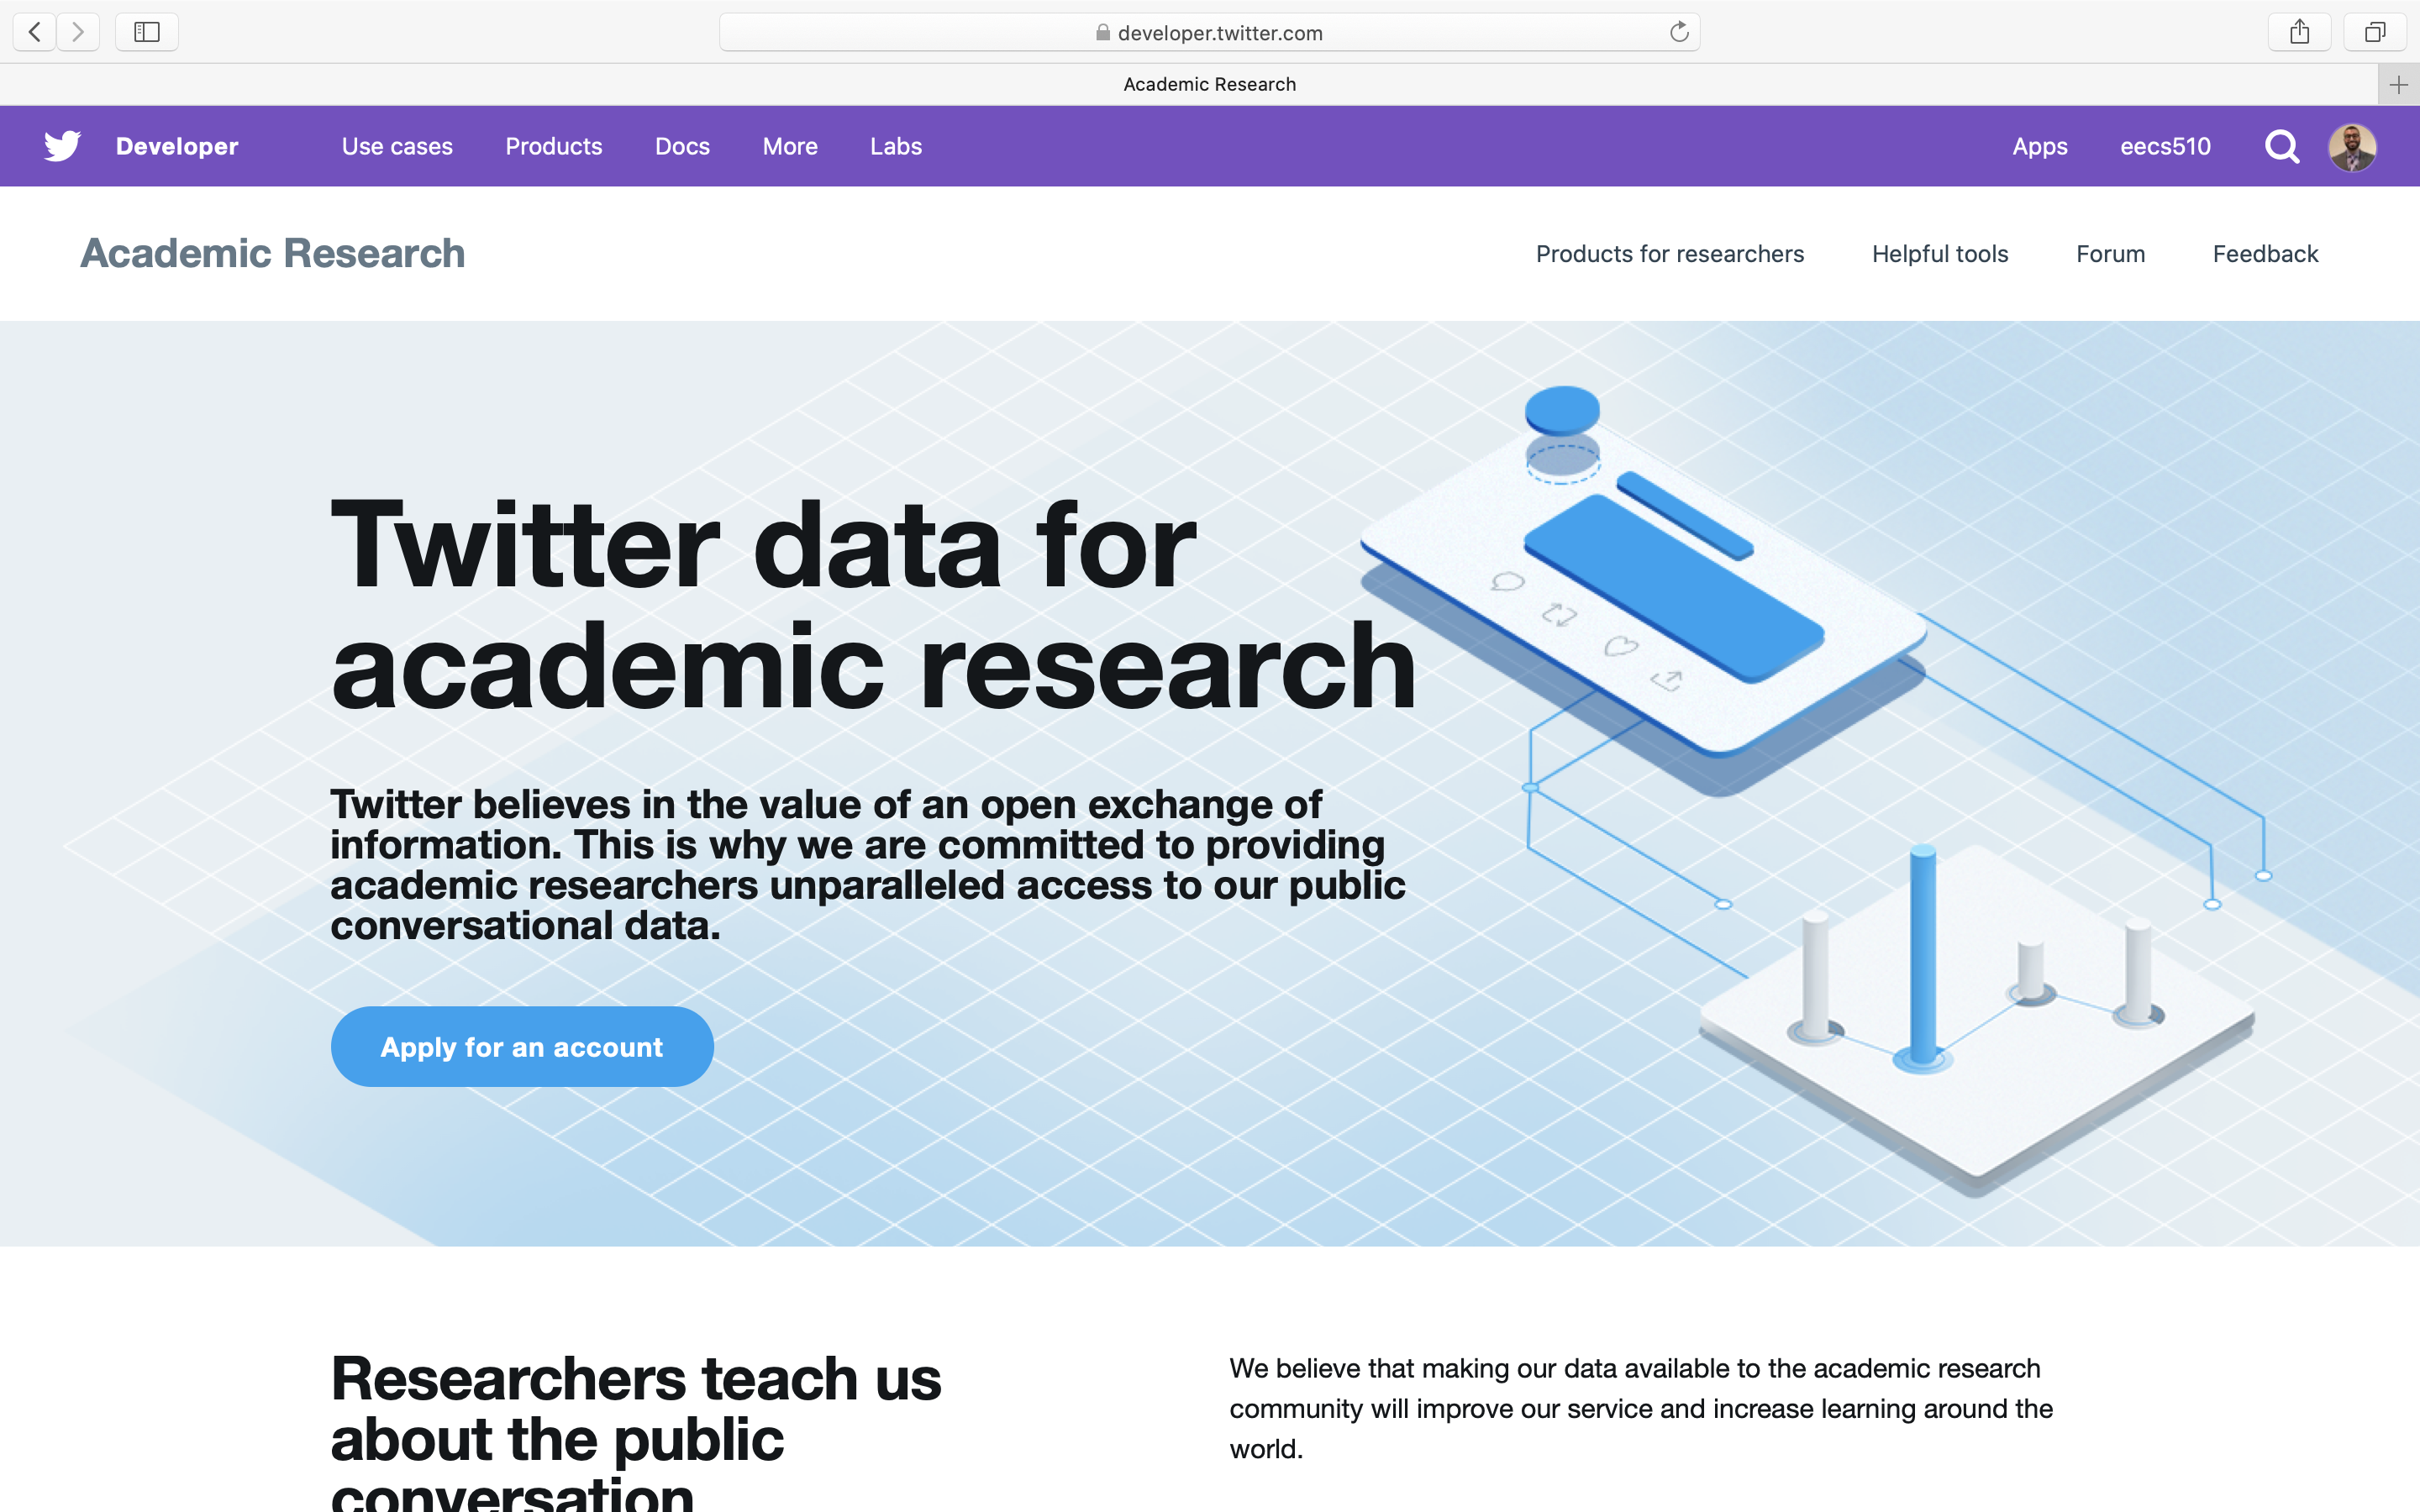 developer.twitter.com
Academic Research
Developer Use cases Products Docs More Labs Apps eecs510
Academic Research Products for researchers Helpful tools Forum Feedback
Twitter data for
academic research
Twitter believes in the value of an open exchange of
information. This is why we are committed to providing
academic researchers unparalleled access to our public
conversational data.
Apply for an account
Researchers teach us
about the public
conversation
We believe that making our data available to the academic research
community will improve our service and increase learning around the
world.